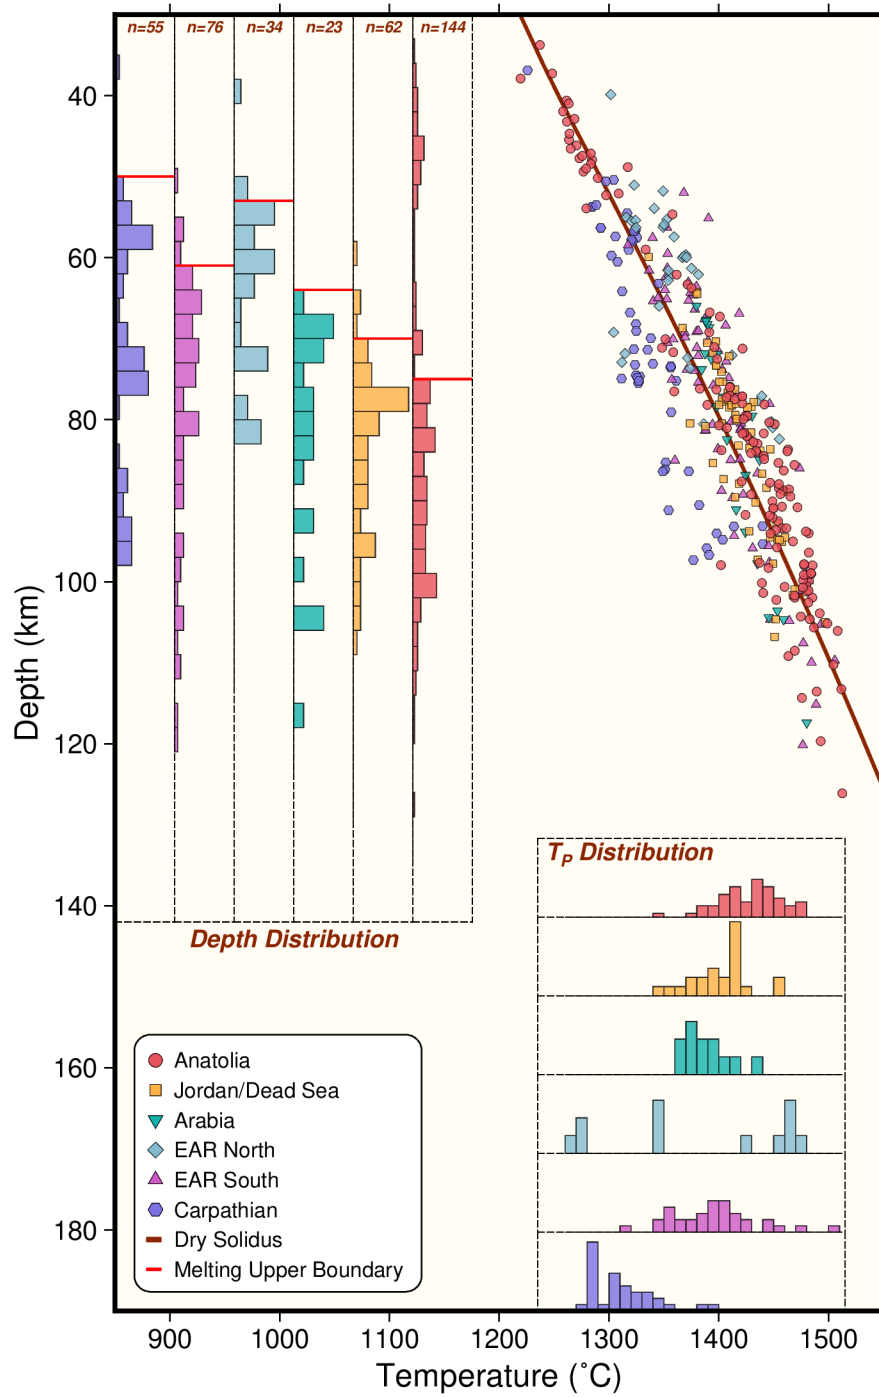 n=55 n=76 n=34 n=23 n=62 n=144
40
60
80
100
120
140
160
180
Depth (km)
T_P Distribution
Depth Distribution
Anatolia
Jordan/Dead Sea
Arabia
EAR North
EAR South
Carpathian
Dry Solidus
Melting Upper Boundary
900 1000 1100 1200 1300 1400 1500
Temperature (˚C)